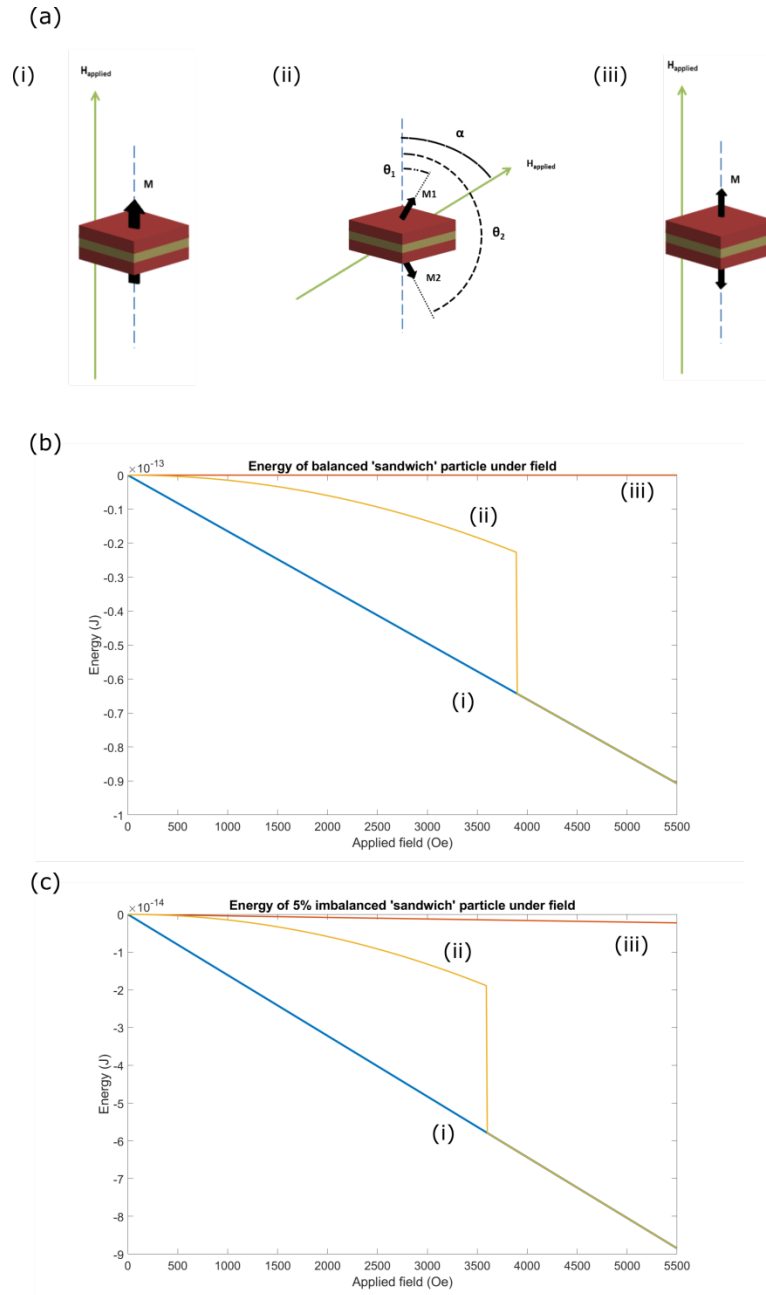 (a)
(i)
(ii)
(iii)
H applied
M
α
θ1
H applied
M1
θ2
M2
H applied
M
(b)
×10-13
Energy of balanced 'sandwich' particle under field
0
-0.1
-0.2
-0.3
-0.4
-0.5
-0.6
-0.7
-0.8
-0.9
-1
Energy (J)
(iii)
(ii)
(i)
0 500 1000 1500 2000 2500 3000 3500 4000 4500 5000 5500
Applied field (Oe)
(c)
×10-14
Energy of 5% imbalanced 'sandwich' particle under field
0
-1
-2
-3
-4
-5
-6
-7
-8
-9
Energy (J)
(iii)
(ii)
(i)
0 500 1000 1500 2000 2500 3000 3500 4000 4500 5000 5500
Applied field (Oe)